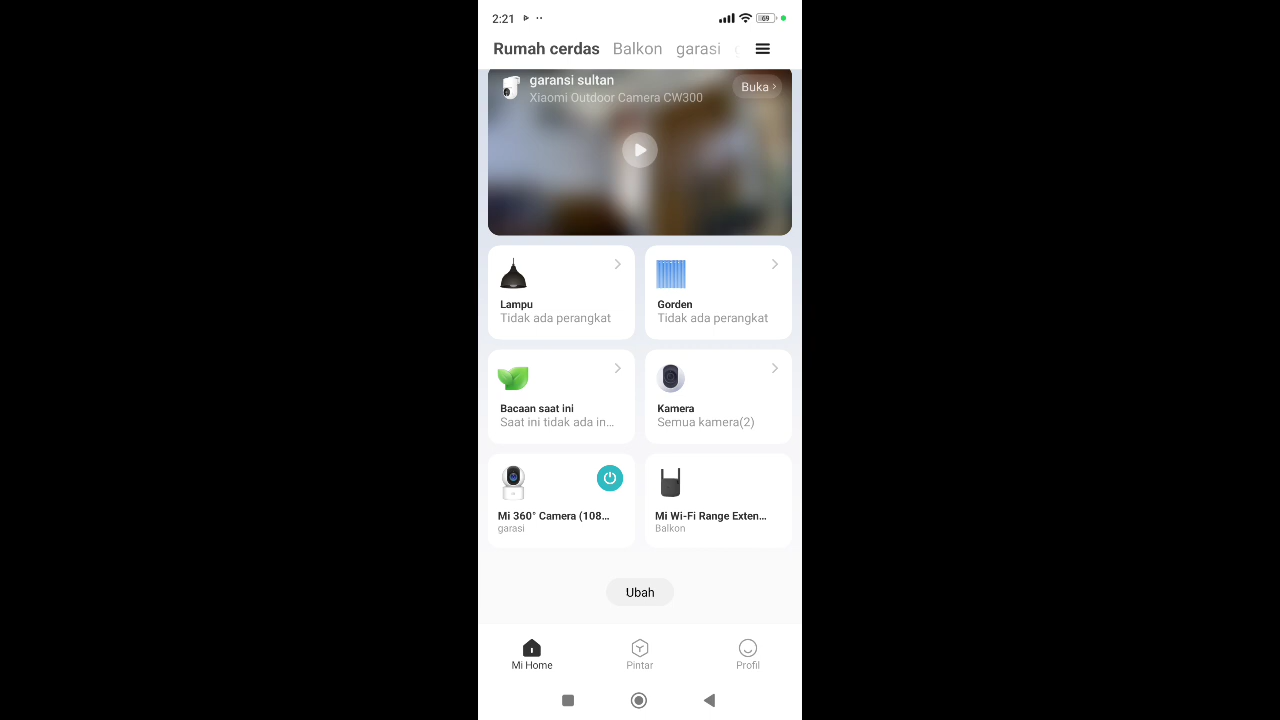 2:21
69
Rumah cerdas Balkon garasi
garansi sultan
Xiaomi Outdoor Camera CW300
Buka
Lampu
Tidak ada perangkat
Gorden
Tidak ada perangkat
Bacaan saat ini
Saat ini tidak ada in...
Kamera
Semua kamera(2)
Mi 360° Camera (108...
garasi
Mi Wi-Fi Range Exten...
Balkon
Ubah
Mi Home
Pintar
Profil